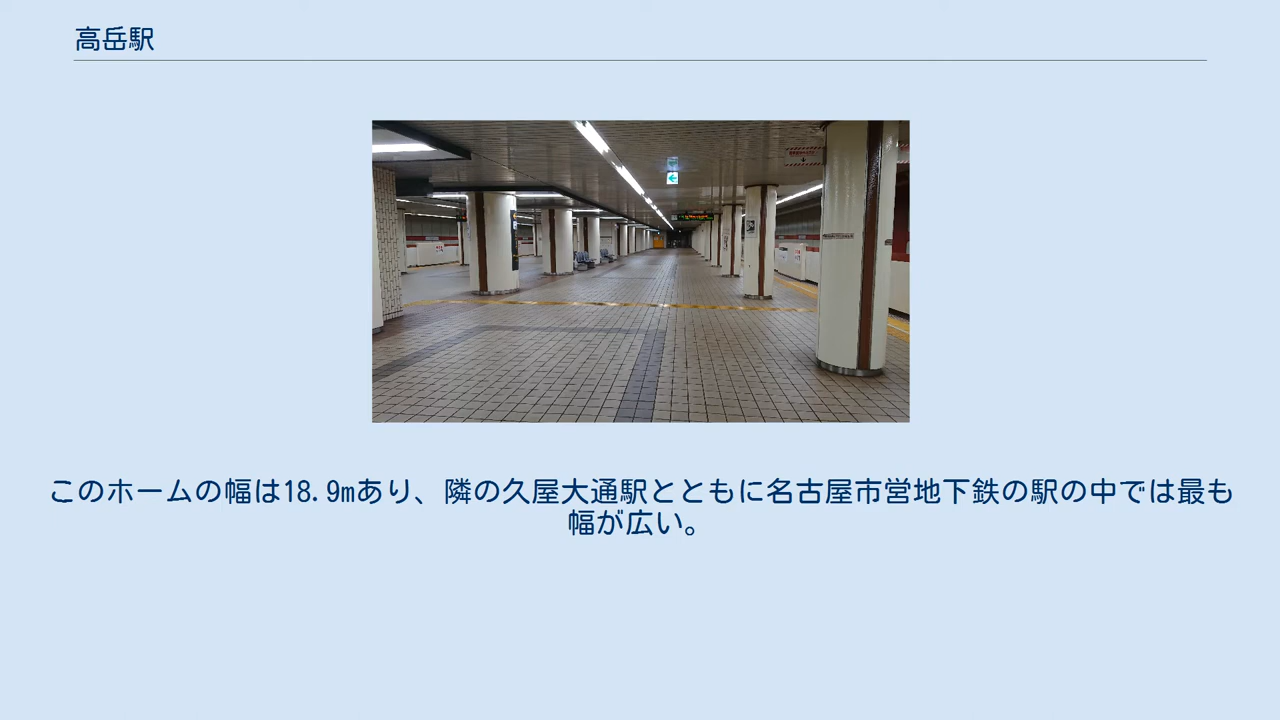 高岳駅
このホームの幅は18.9mあり、隣の久屋大通駅とともに名古屋市営地下鉄の駅の中では最も
幅が広い。